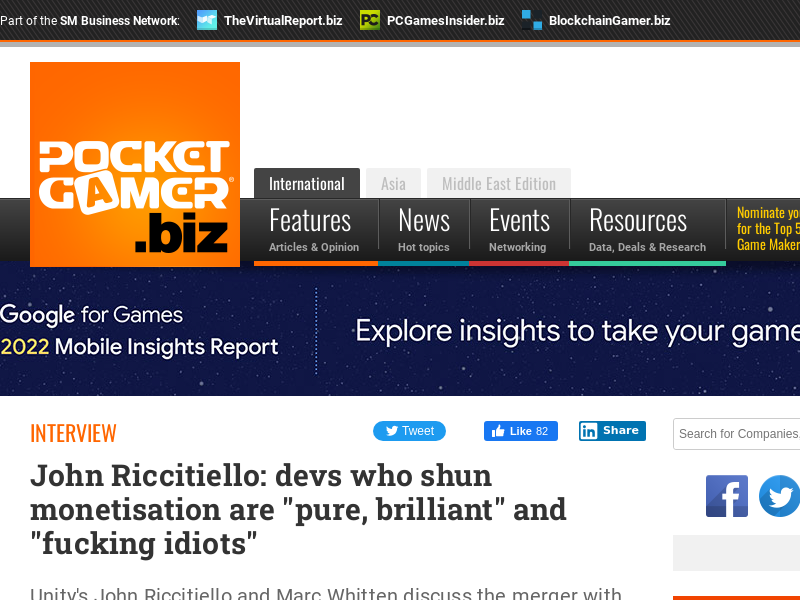 Part of the SM Business Network: TheVirtualReport.biz PCGamesInsider.biz BlockchainGamer.biz
POCKET
GAMER
.biz
International Asia Middle East Edition
Features News Events Resources
Articles & Opinion Hot topics Networking Data, Deals & Research
Nominate
for the Top 5
Game Maker
Google for Games
2022 Mobile Insights Report
Explore insights to take your game
INTERVIEW
Tweet Like 82 Share
Search for Companies,
John Riccitiello: devs who shun
monetisation are "pure, brilliant" and
"fucking idiots"
Unity's John Riccitiello and Marc Whitten discuss the merger with